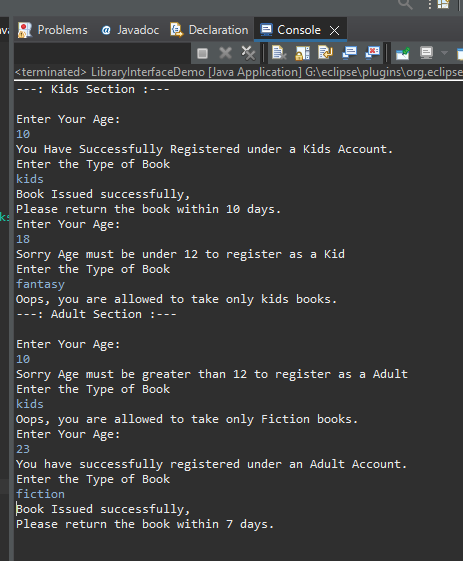 Problems Javadoc Declaration Console
<terminated> LibraryInterfaceDemo [Java Application] G:\eclipse\plugins\org.eclipse
---: Kids Section :---
Enter Your Age:
10
You Have Successfully Registered under a Kids Account.
Enter the Type of Book
kids
Book Issued successfully,
Please return the book within 10 days.
Enter Your Age:
18
Sorry Age must be under 12 to register as a Kid
Enter the Type of Book
fantasy
Oops, you are allowed to take only kids books.
---: Adult Section :---
Enter Your Age:
10
Sorry Age must be greater than 12 to register as a Adult
Enter the Type of Book
kids
Oops, you are allowed to take only Fiction books.
Enter Your Age:
23
You have successfully registered under an Adult Account.
Enter the Type of Book
fiction
Book Issued successfully,
Please return the book within 7 days.